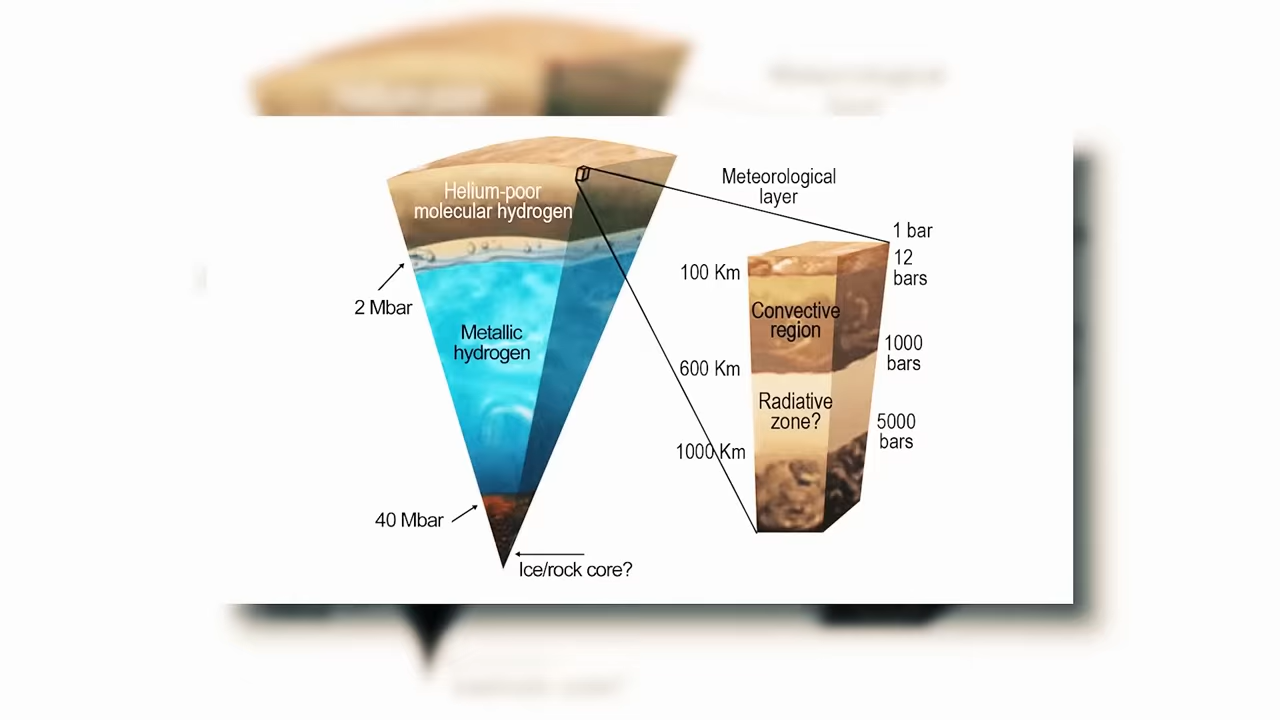 Helium-poor
molecular hydrogen
2 Mbar
Metallic
hydrogen
40 Mbar
Ice/rock core?
Meteorological
layer
1 bar
12
bars
100 Km
Convective
region
1000
bars
600 Km
Radiative
zone?
5000
bars
1000 Km